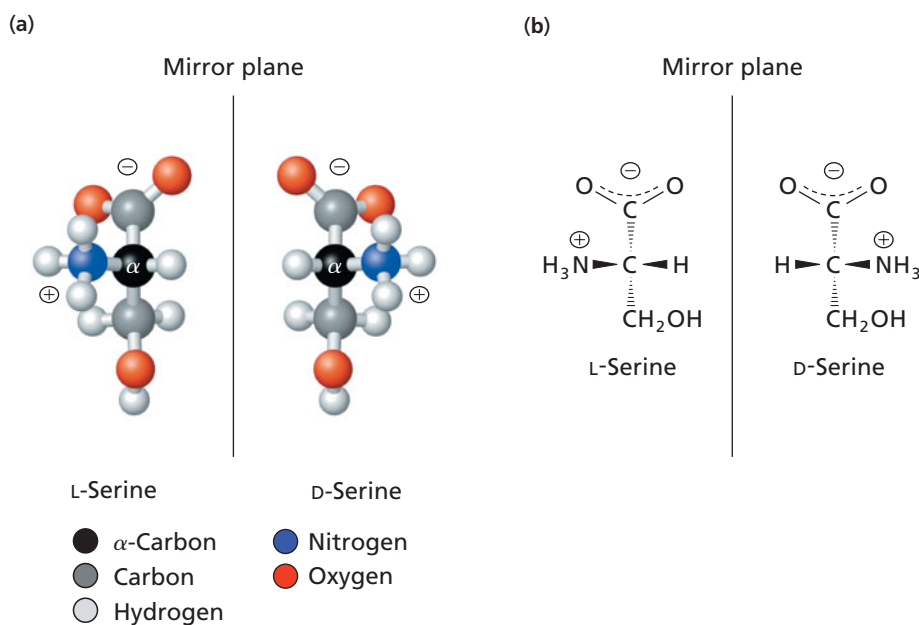 (a)
Mirror plane
⊖ ⊖
α α
⊕ ⊕
L-Serine D-Serine
α-Carbon Nitrogen
Carbon Oxygen
Hydrogen
(b)
Mirror plane
⊖ ⊖
O O O O
C C
⊕ ⊕
H₃N C H H C NH₃
CH₂OH CH₂OH
L-Serine D-Serine